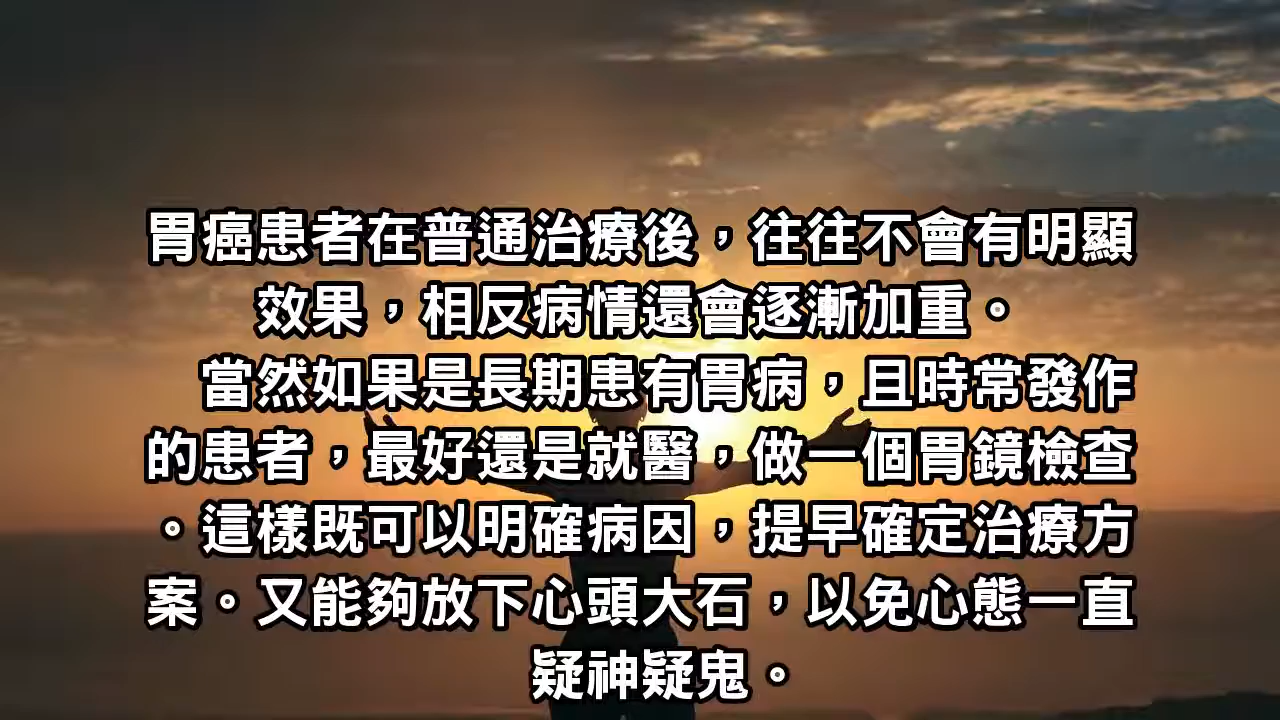 胃癌患者在普通治療後，往往不會有明顯
效果，相反病情還會逐漸加重。
當然如果是長期患有胃病，且時常發作
的患者，最好還是就醫，做一個胃鏡檢查
。這樣既可以明確病因，提早確定治療方
案。又能夠放下心頭大石，以免心態一直
疑神疑鬼。